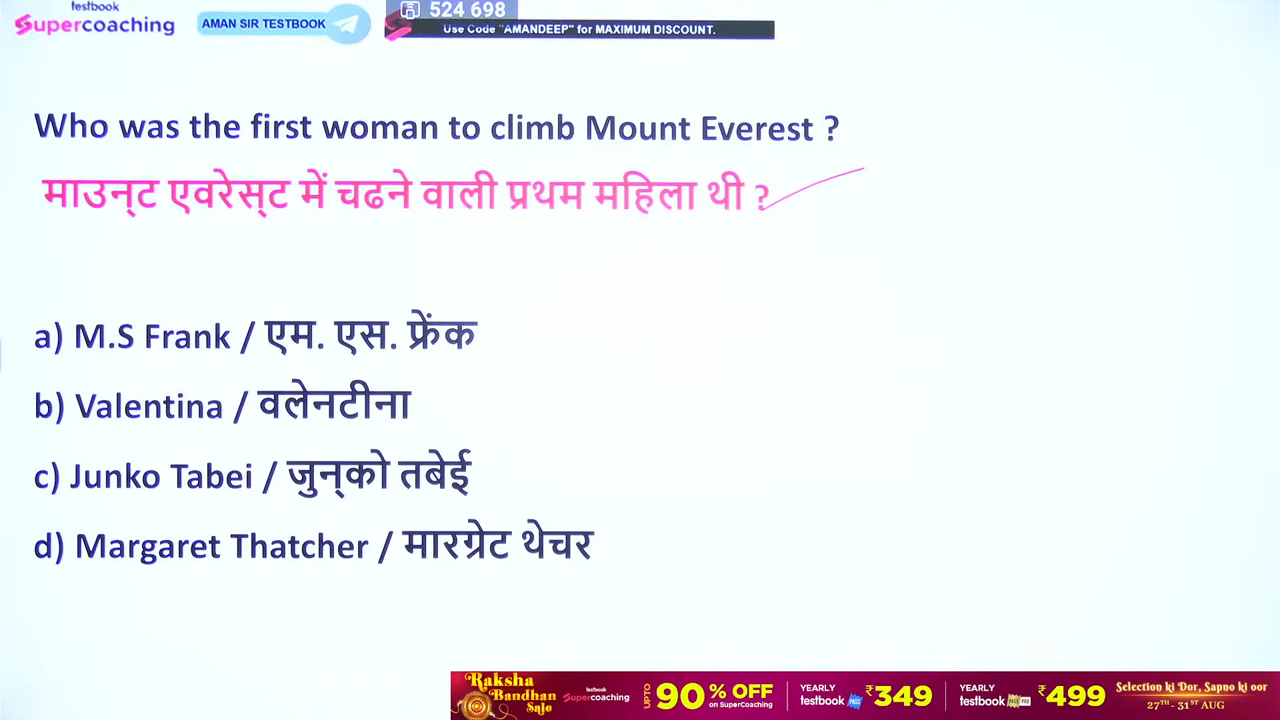 testbook
Supercoaching
AMAN SIR TESTBOOK
524 698
Use Code "AMANDEEP" for MAXIMUM DISCOUNT.
Who was the first woman to climb Mount Everest ?
माउन्‌ट एवरेस्‌ट में चढने वाली प्रथम महिला थी ?
a) M.S Frank / एम. एस. फ्रेंक
b) Valentina / वलेनटीना
c) Junko Tabei / जुन्‌को तबेई
d) Margaret Thatcher / मारग्रेट थेचर
Raksha Bandhan Sale
testbook
Supercoaching
UPTO 90% OFF on SuperCoaching
YEARLY testbook PASS ₹349
YEARLY testbook PASS PRO ₹499
Selection ki Dor, Sapno ki oor
27TH - 31ST AUG